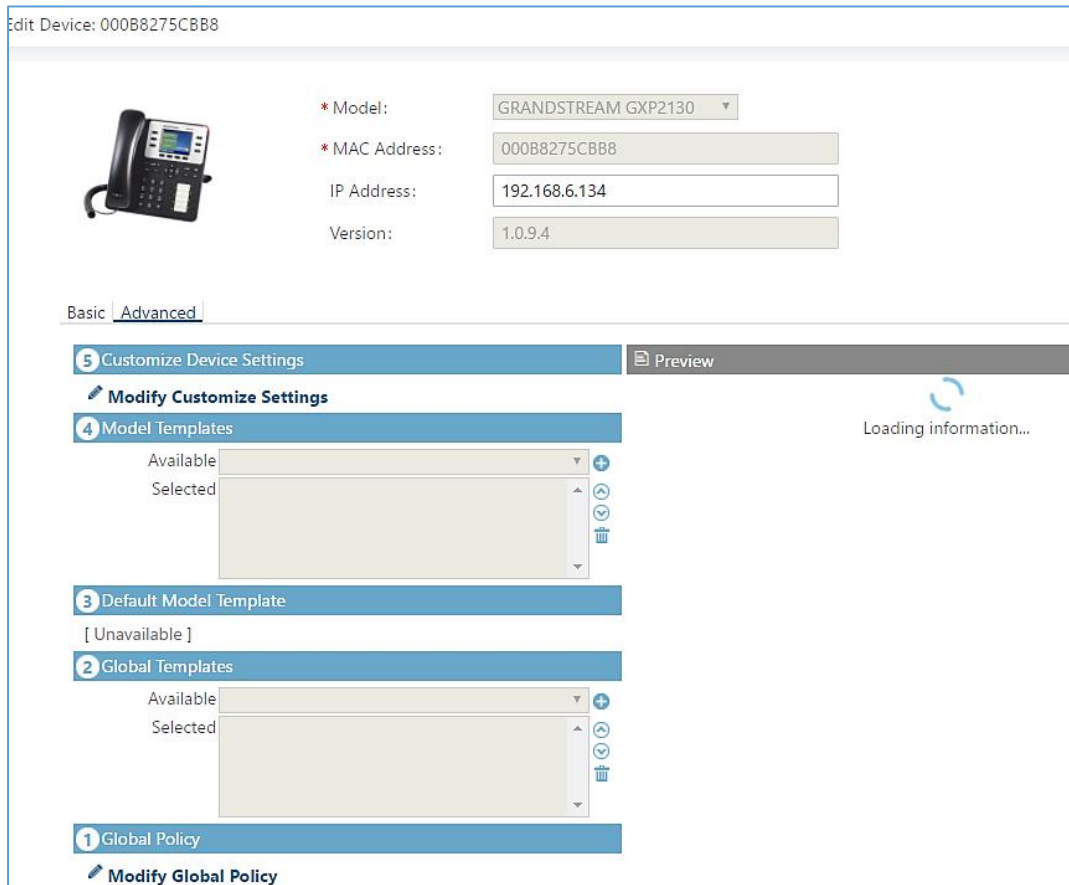 Edit Device: 000B8275CBB8
* Model: GRANDSTREAM GXP2130
* MAC Address: 000B8275CBB8
IP Address: 192.168.6.134
Version: 1.0.9.4
Basic Advanced
5 Customize Device Settings
Modify Customize Settings
4 Model Templates
Available
Selected
3 Default Model Template
[ Unavailable ]
2 Global Templates
Available
Selected
1 Global Policy
Modify Global Policy
Preview
Loading information...